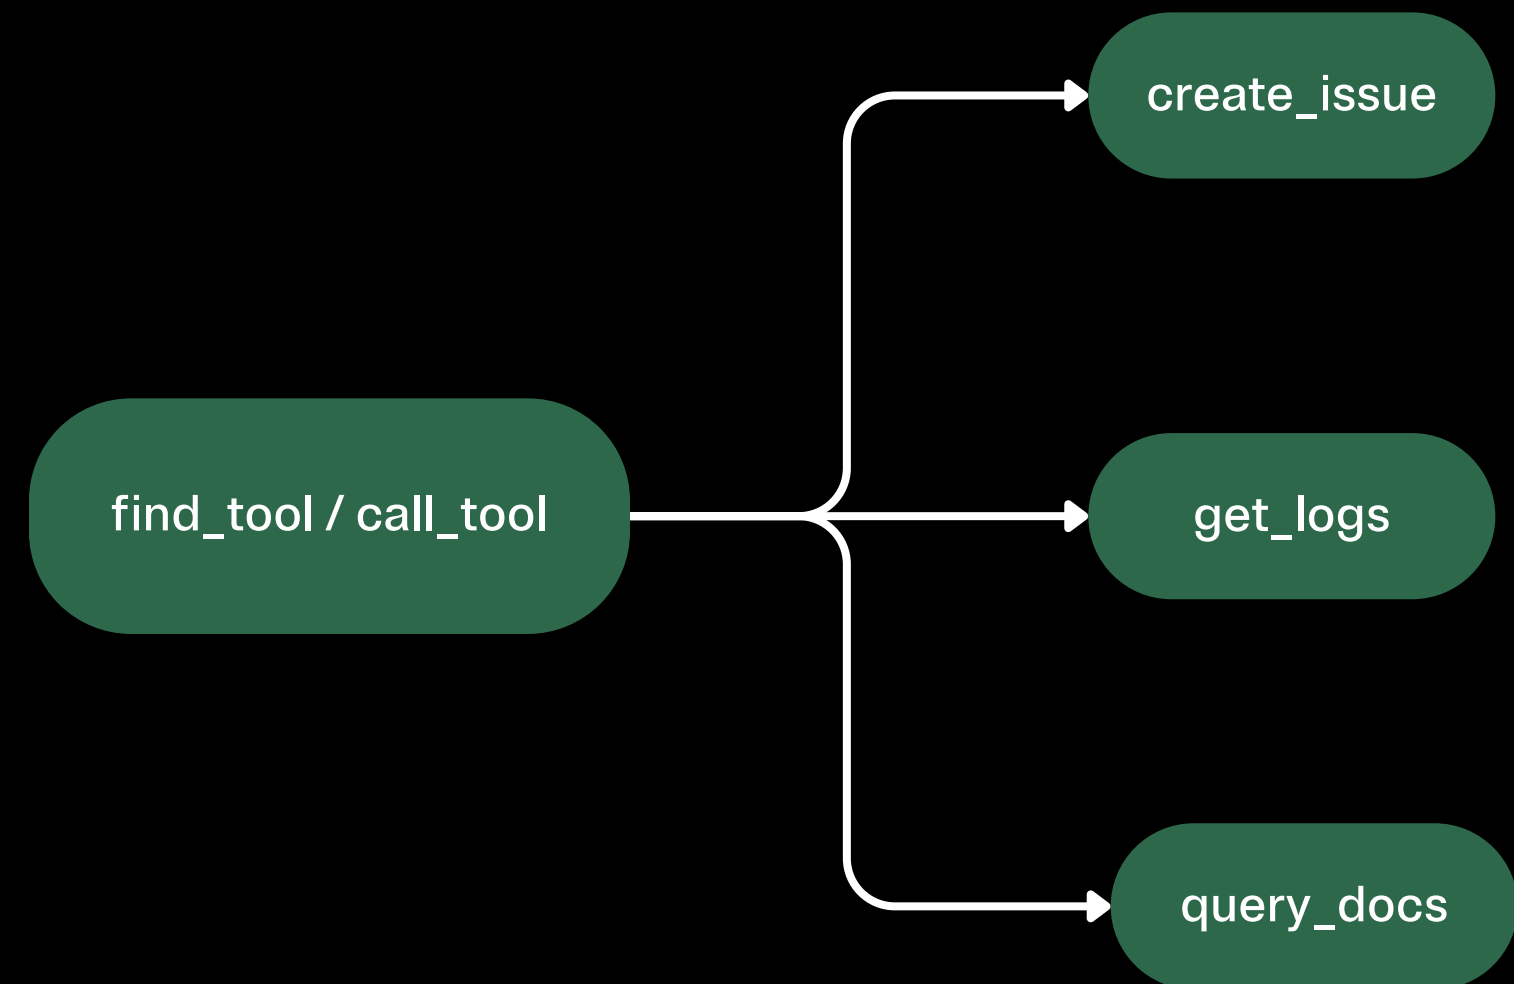 create_issue
find_tool / call_tool
get_logs
query_docs